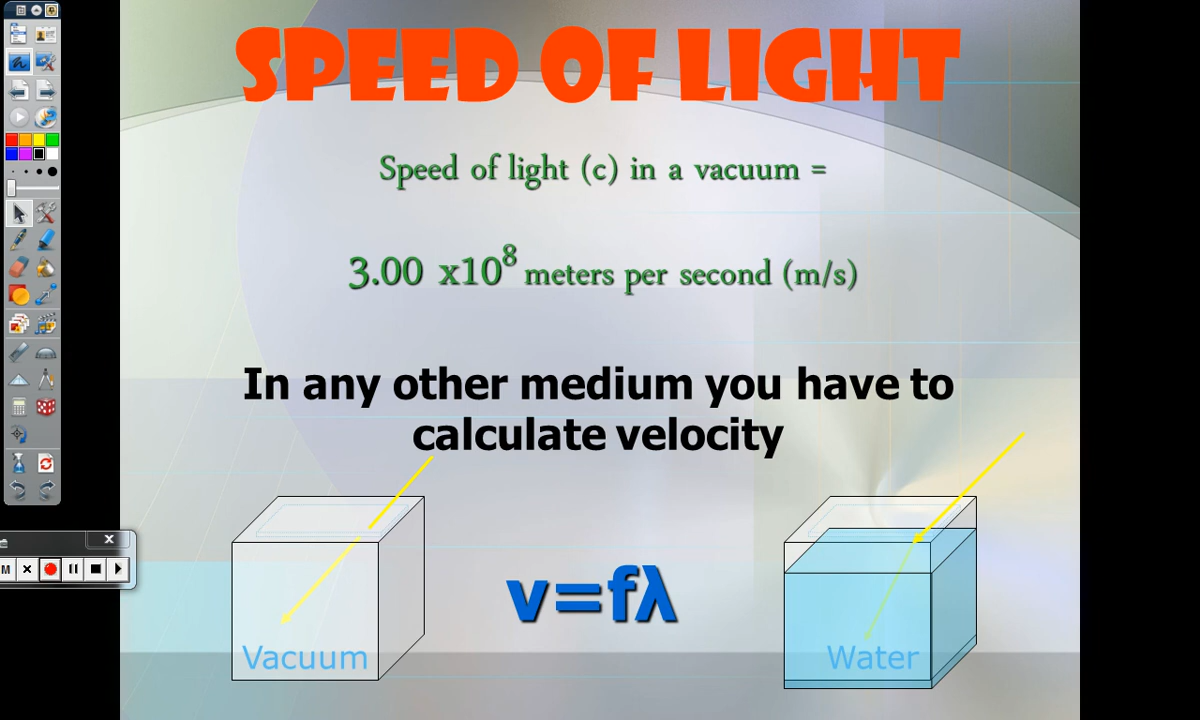 SPEED OF LIGHT
Speed of light (c) in a vacuum =
3.00 x10⁸ meters per second (m/s)
In any other medium you have to
calculate velocity
v=fλ
Vacuum
Water
M